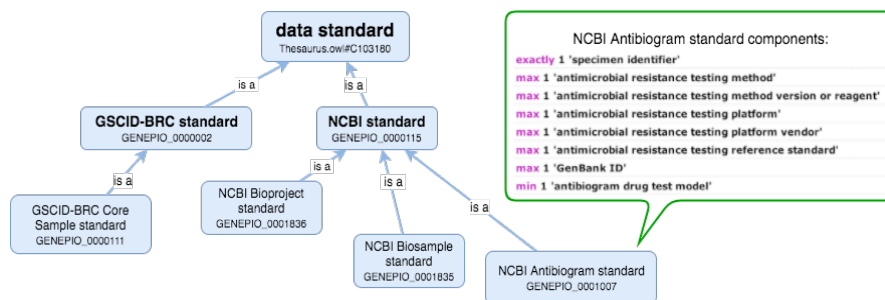 data standard
Thesaurus.owl#C103180
is a
is a
GSCID-BRC standard
GENEPIO_0000002
NCBI standard
GENEPIO_0000115
is a
is a
is a
is a
GSCID-BRC Core
Sample standard
GENEPIO_0000111
NCBI Bioproject
standard
GENEPIO_0001836
NCBI Biosample
standard
GENEPIO_0001835
NCBI Antibiogram standard
GENEPIO_0001007
NCBI Antibiogram standard components:
exactly 1 'specimen identifier'
max 1 'antimicrobial resistance testing method'
max 1 'antimicrobial resistance testing method version or reagent'
max 1 'antimicrobial resistance testing platform'
max 1 'antimicrobial resistance testing platform vendor'
max 1 'antimicrobial resistance testing reference standard'
max 1 'GenBank ID'
min 1 'antibiogram drug test model'